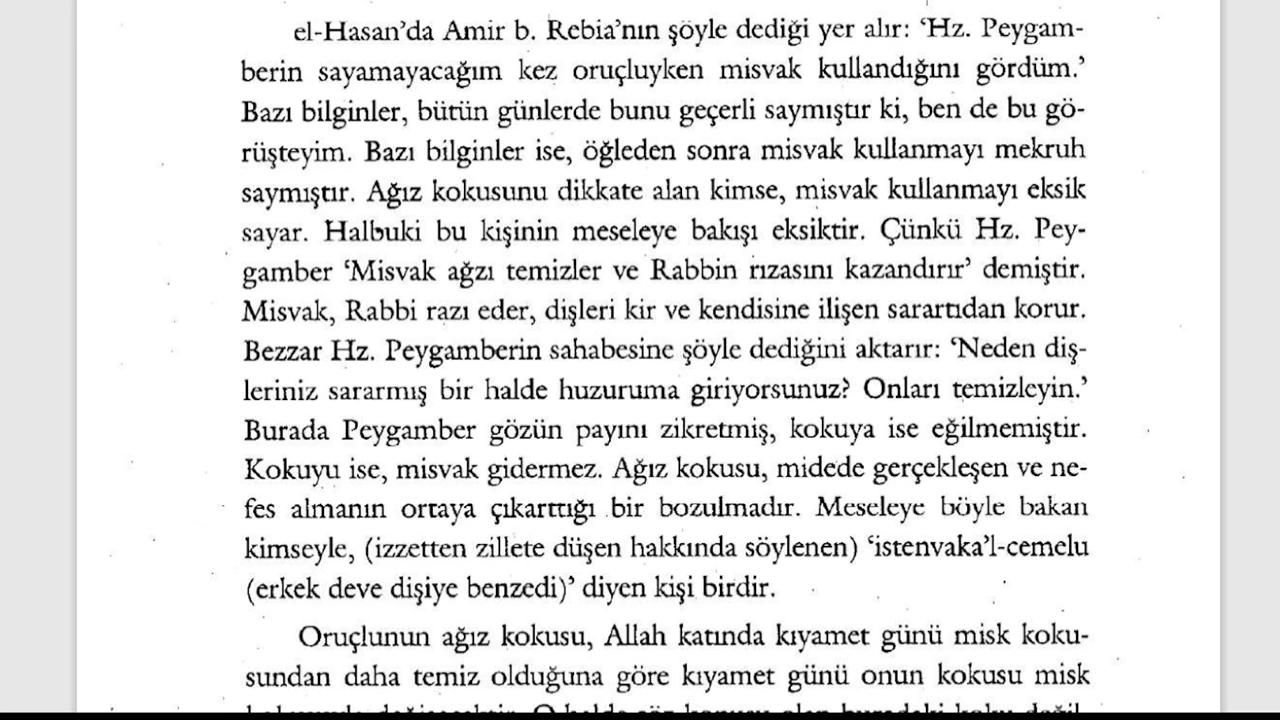 el-Hasan’da Amir b. Rebia’nın şöyle dediği yer alır: ‘Hz. Peygam-
berin sayamayacağım kez oruçluyken misvak kullandığını gördüm.’
Bazı bilginler, bütün günlerde bunu geçerli saymıştır ki, ben de bu gö-
rüşteyim. Bazı bilginler ise, öğleden sonra misvak kullanmayı mekruh
saymıştır. Ağız kokusunu dikkate alan kimse, misvak kullanmayı eksik
sayar. Halbuki bu kişinin meseleye bakışı eksiktir. Çünkü Hz. Pey-
gamber ‘Misvak ağzı temizler ve Rabbin rızasını kazandırır’ demiştir.
Misvak, Rabbi razı eder, dişleri kir ve kendisine ilişen sarartıdan korur.
Bezzar Hz. Peygamberin sahabesine şöyle dediğini aktarır: ‘Neden diş-
leriniz sararmış bir halde huzuruma giriyorsunuz? Onları temizleyin.’
Burada Peygamber gözün payını zikretmiş, kokuya ise eğilmemiştir.
Kokuyu ise, misvak gidermez. Ağız kokusu, midede gerçekleşen ve ne-
fes almanın ortaya çıkarttığı bir bozulmadır. Meseleye böyle bakan
kimseyle, (izzetten zillete düşen hakkında söylenen) ‘istenvaka’l-cemelu
(erkek deve dişiye benzedi)’ diyen kişi birdir.
Oruçlunun ağız kokusu, Allah katında kıyamet günü misk koku-
sundan daha temiz olduğuna göre kıyamet günü onun kokusu misk